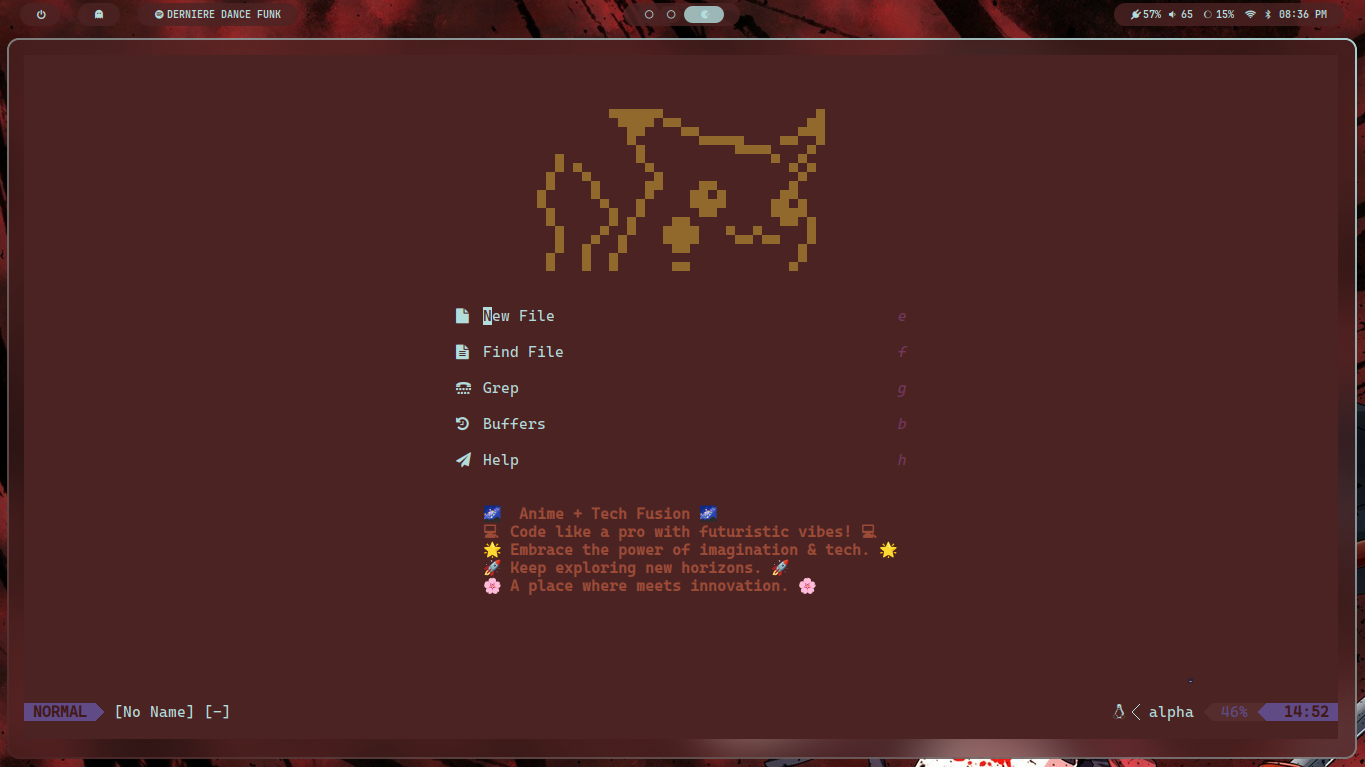 DERNIERE DANCE FUNK
57% 65 15% 08:36 PM
New File e
Find File f
Grep g
Buffers b
Help h
Anime + Tech Fusion
Code like a pro with futuristic vibes!
Embrace the power of imagination & tech.
Keep exploring new horizons.
A place where meets innovation.
NORMAL [No Name] [-] alpha 46% 14:52